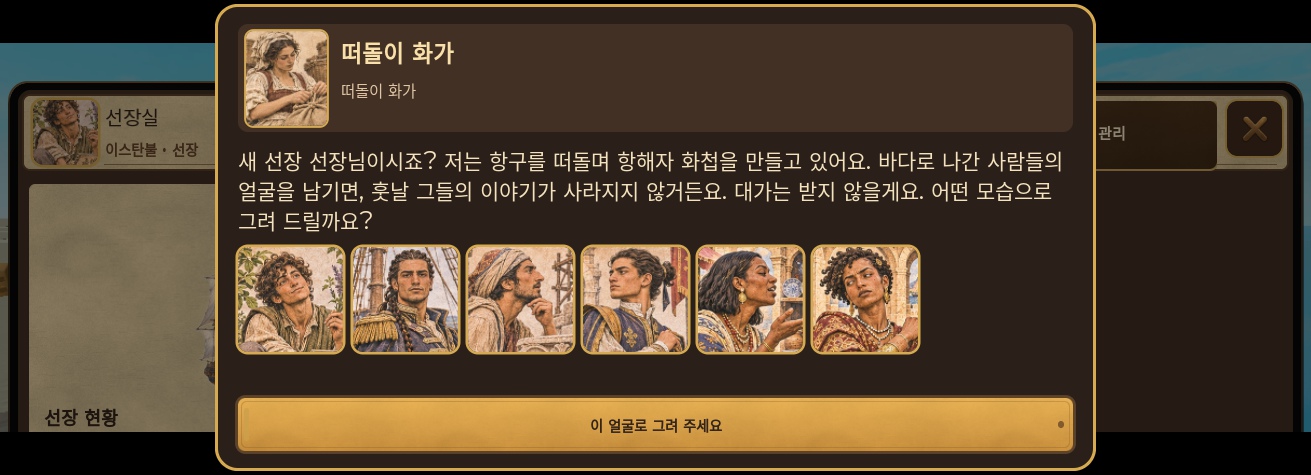 떠돌이 화가
떠돌이 화가
선장실
이스탄불 • 선장
관리
새 선장 선장님이시죠? 저는 항구를 떠돌며 항해자 화첩을 만들고 있어요. 바다로 나간 사람들의
얼굴을 남기면, 훗날 그들의 이야기가 사라지지 않거든요. 대가는 받지 않을게요. 어떤 모습으로
그려 드릴까요?
선장 현황
이 얼굴로 그려 주세요